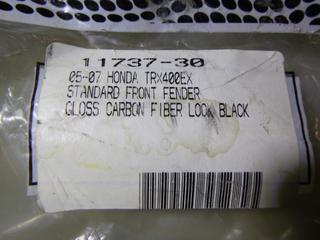 11737-30
05-07 HONDA TRX400EX
STANDARD FRONT FENDER
GLOSS CARBON FIBER LOOK BLACK